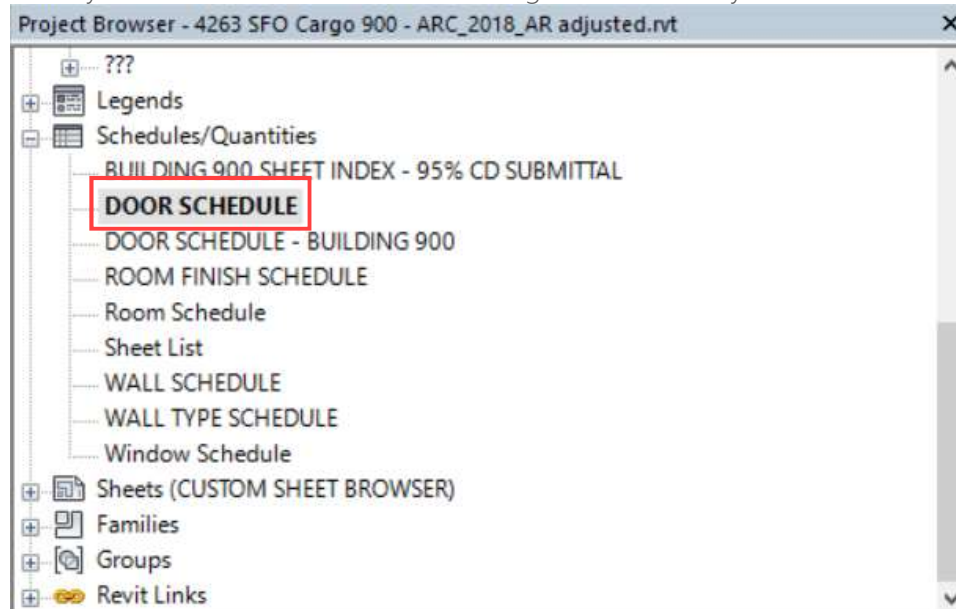 Project Browser - 4263 SFO Cargo 900 - ARC_2018_AR adjusted.rvt
???
Legends
Schedules/Quantities
BUILDING 900 SHEET INDEX - 95% CD SUBMITTAL
DOOR SCHEDULE
DOOR SCHEDULE - BUILDING 900
ROOM FINISH SCHEDULE
Room Schedule
Sheet List
WALL SCHEDULE
WALL TYPE SCHEDULE
Window Schedule
Sheets (CUSTOM SHEET BROWSER)
Families
Groups
Revit Links